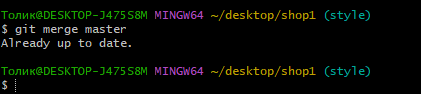 Толик@DESKTOP-J475S8M MINGW64 ~/desktop/shop1 (style)
$ git merge master
Already up to date.
Толик@DESKTOP-J475S8M MINGW64 ~/desktop/shop1 (style)
$